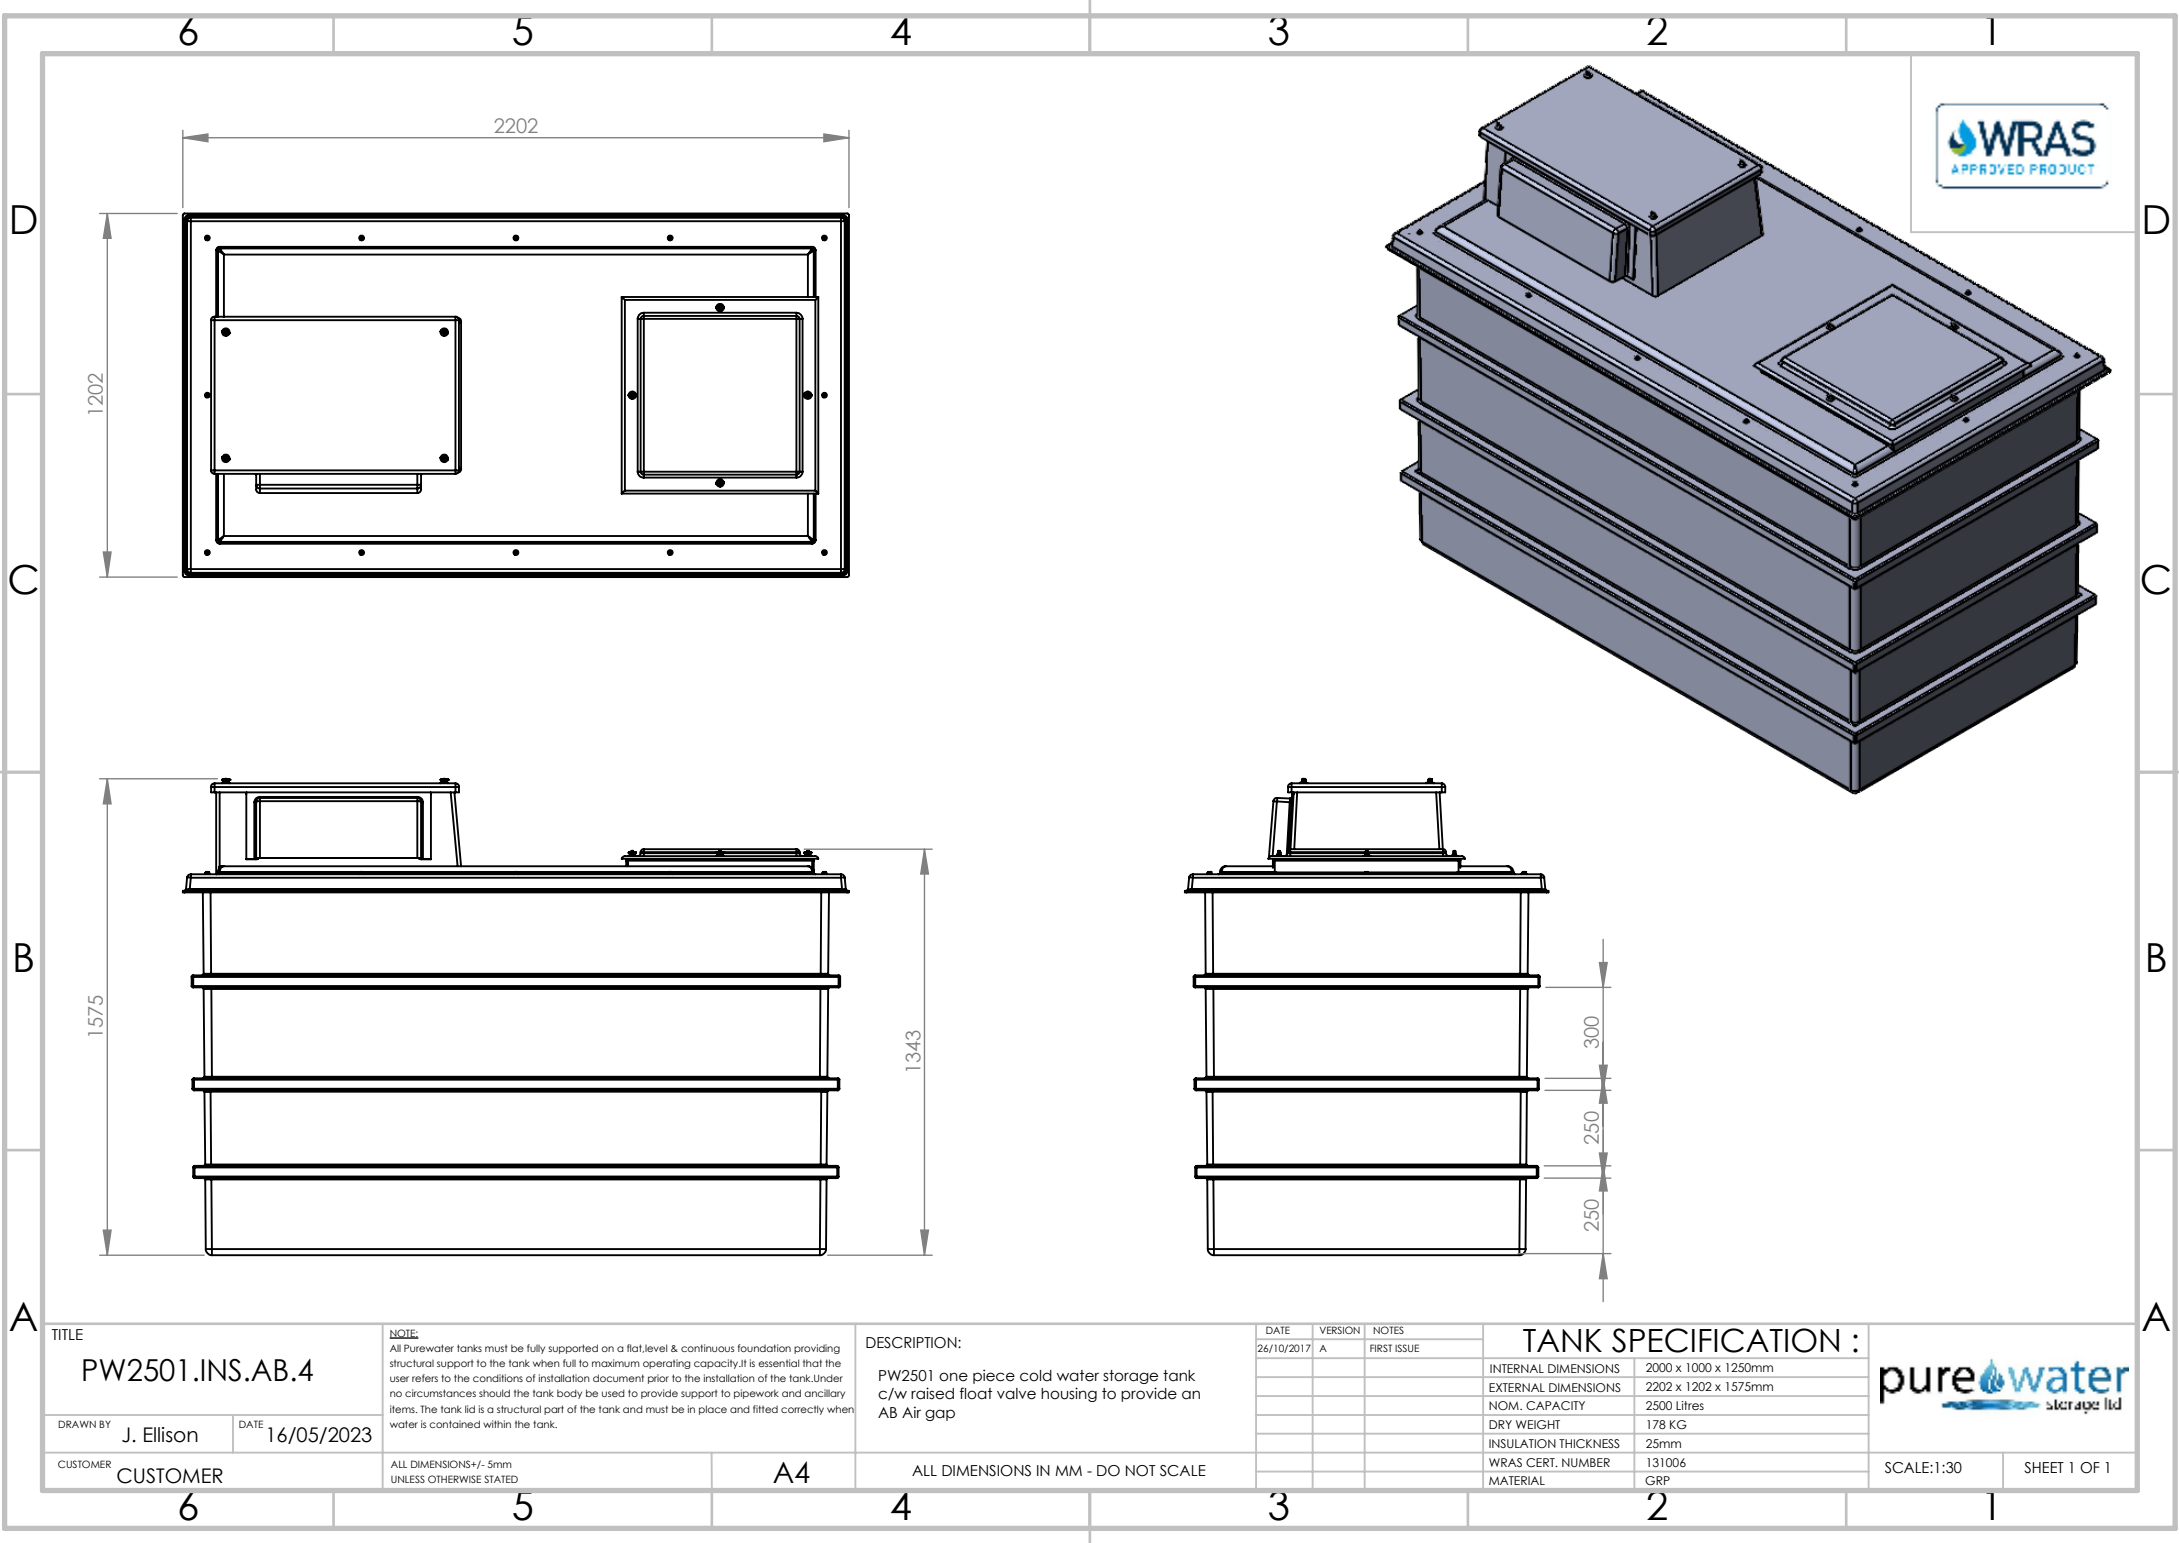 6 5 4 3 2 1
D D
C C
B B
A A
WRAS
APPROVED PRODUCT
2202
1202
1575
1343
300
250
250
TITLE
PW2501.INS.AB.4
DRAWN BY J. Ellison DATE 16/05/2023
CUSTOMER CUSTOMER
NOTE:
All Purewater tanks must be fully supported on a flat,level & continuous foundation providing
structural support to the tank when full to maximum operating capacity.It is essential that the
user refers to the conditions of installation document prior to the installation of the tank.Under
no circumstances should the tank body be used to provide support to pipework and ancillary
items. The tank lid is a structural part of the tank and must be in place and fitted correctly when
water is contained within the tank.
ALL DIMENSIONS+/- 5mm
UNLESS OTHERWISE STATED
A4
DESCRIPTION:
PW2501 one piece cold water storage tank
c/w raised float valve housing to provide an
AB Air gap
ALL DIMENSIONS IN MM - DO NOT SCALE
DATE VERSION NOTES
26/10/2017 A FIRST ISSUE
TANK SPECIFICATION :
INTERNAL DIMENSIONS 2000 x 1000 x 1250mm
EXTERNAL DIMENSIONS 2202 x 1202 x 1575mm
NOM. CAPACITY 2500 Litres
DRY WEIGHT 178 KG
INSULATION THICKNESS 25mm
WRAS CERT. NUMBER 131006
MATERIAL GRP
pure water
storage ltd
SCALE:1:30 SHEET 1 OF 1
6 5 4 3 2 1